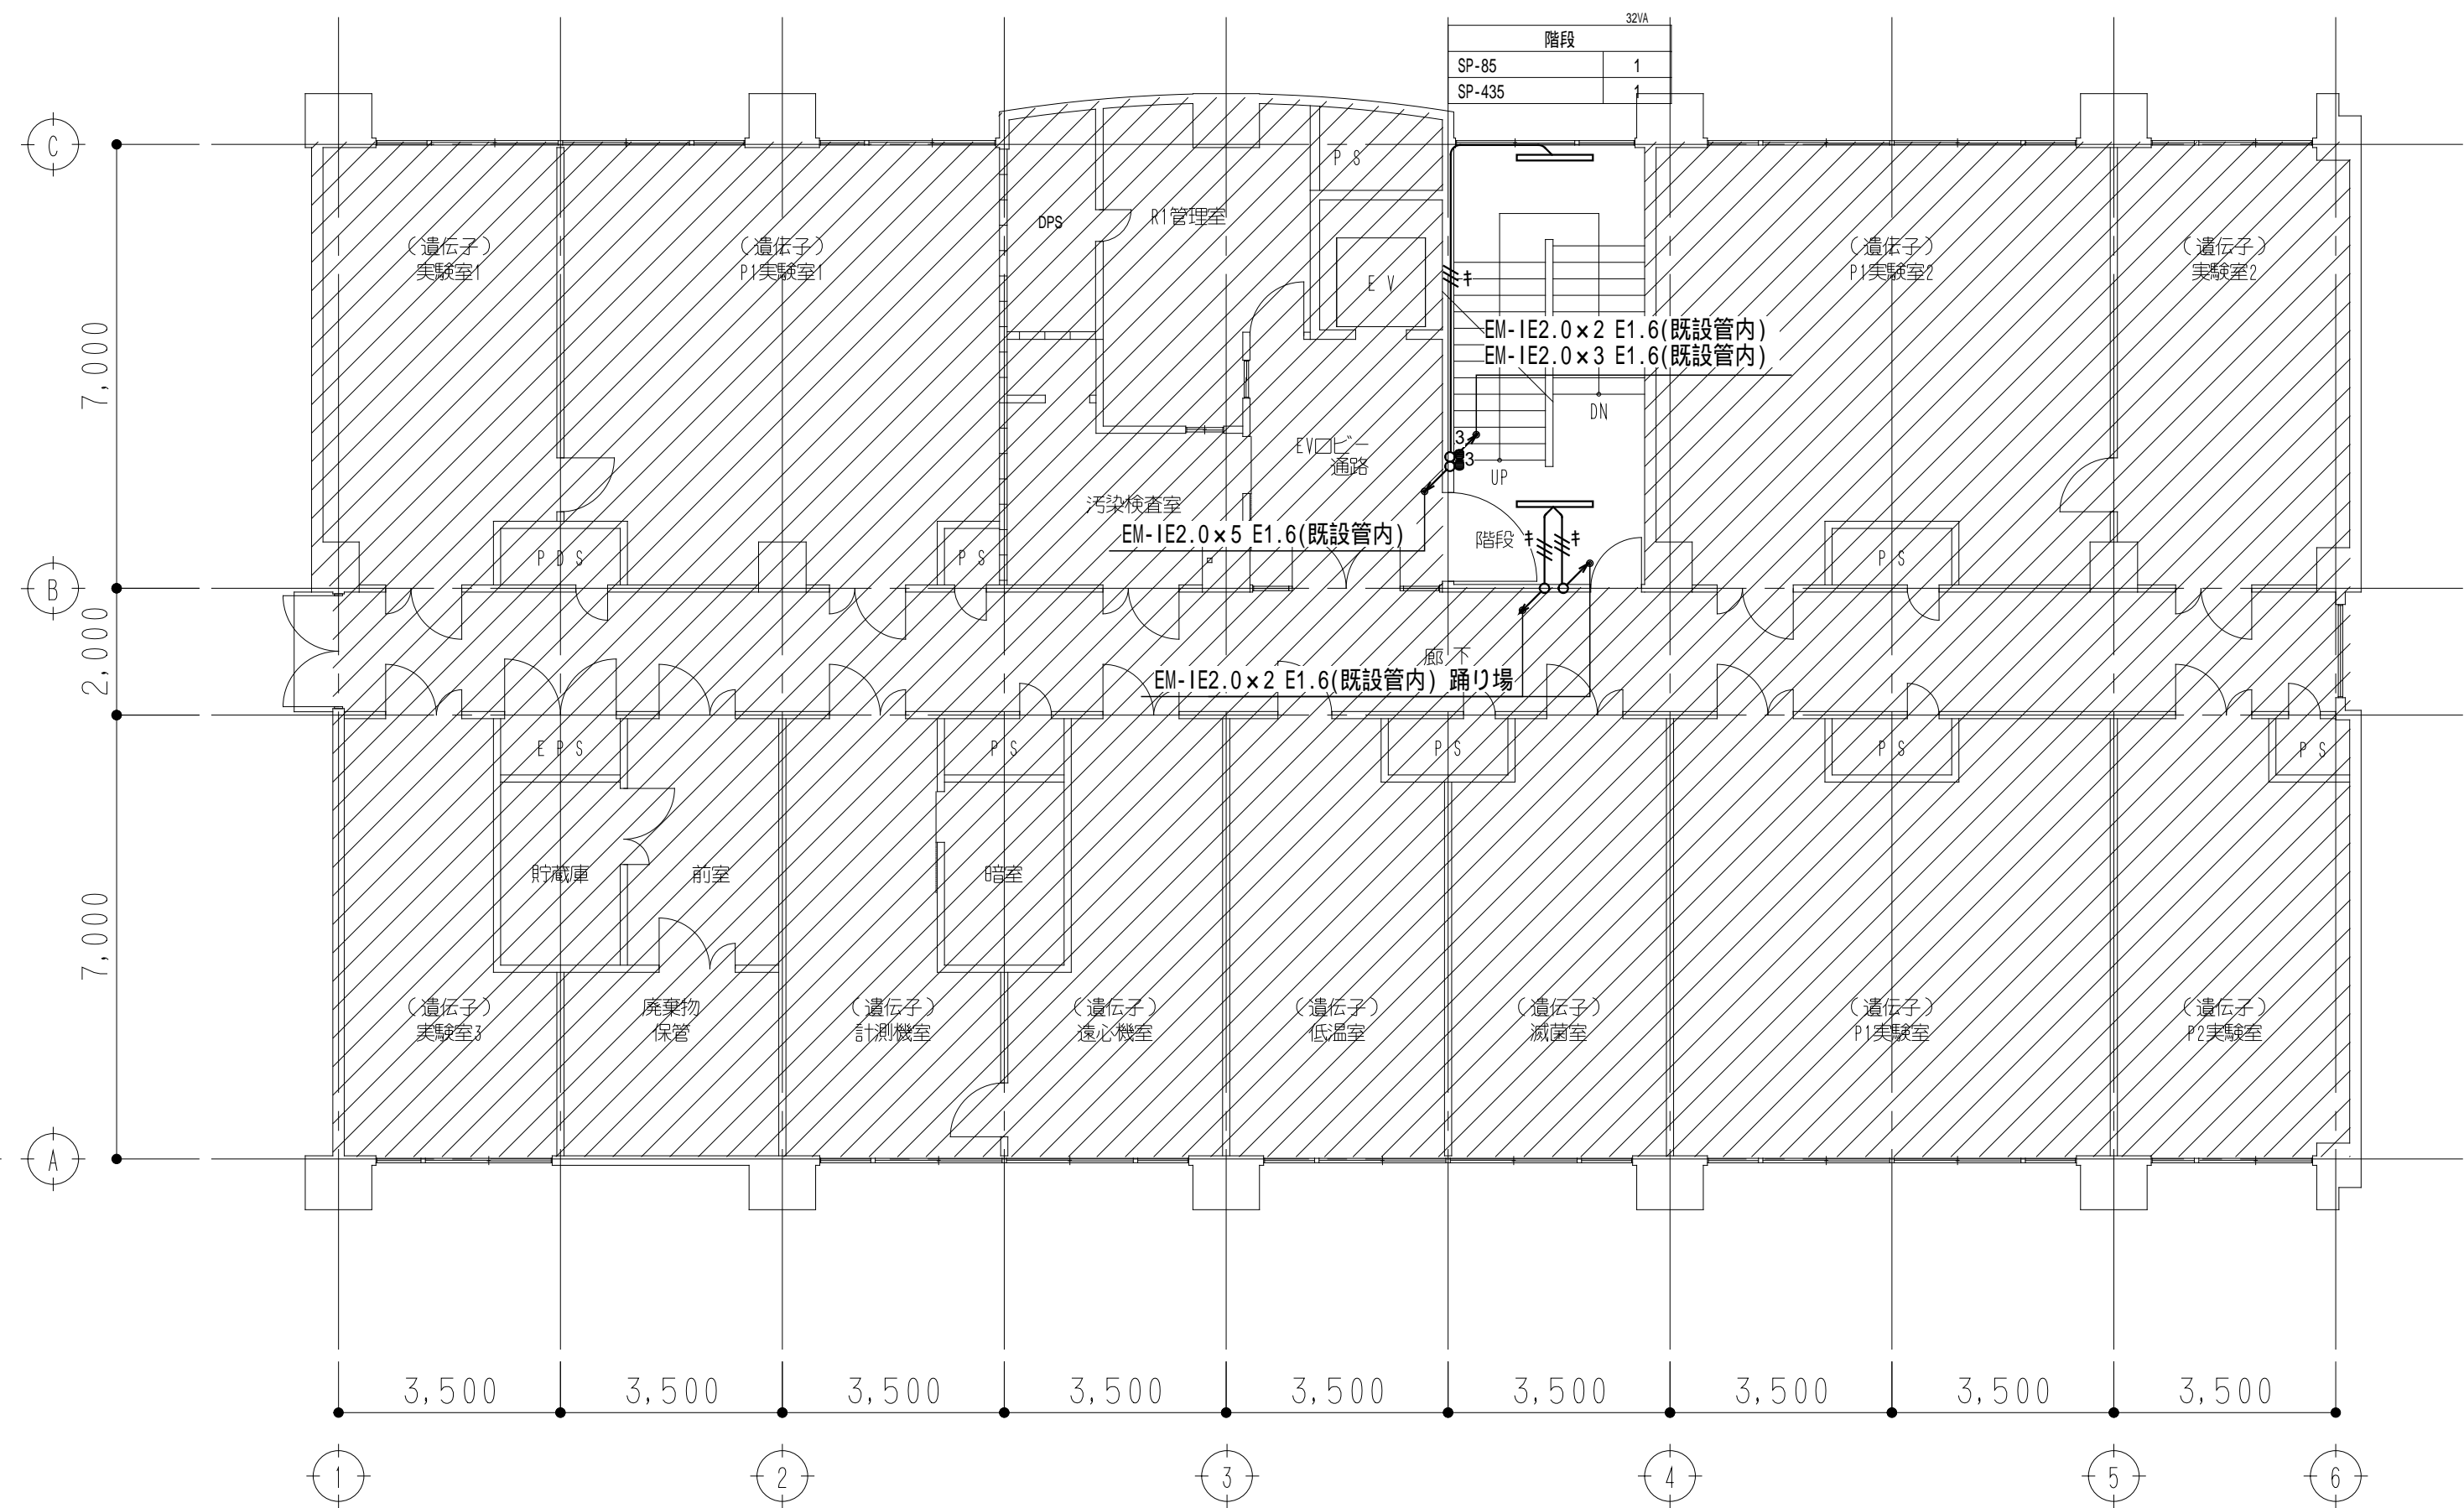 32VA
階段
SP-85 1
SP-435 1
C
P S
DPS
R1管理室
(遺伝子)
実験室1
(遺伝子)
P1実験室1
(遺伝子)
P1実験室2
(遺伝子)
実験室2
E V
EM-IE2.0×2 E1.6(既設管内)
EM-IE2.0×3 E1.6(既設管内)
7,000
DN
3
3
EVロビー
通路
UP
汚染検査室
EM-IE2.0×5 E1.6(既設管内)
階段
P D S
P S
P S
B
2,000
廊 下
EM-IE2.0×2 E1.6(既設管内) 踊り場
E P S
P S
P S
P S
P S
貯蔵庫
前室
暗室
7,000
(遺伝子)
実験室3
廃棄物
保管
(遺伝子)
計測機室
(遺伝子)
遠心機室
(遺伝子)
低温室
(遺伝子)
滅菌室
(遺伝子)
P1実験室
(遺伝子)
P2実験室
A
3,500 3,500 3,500 3,500 3,500 3,500 3,500 3,500 3,500
1 2 3 4 5 6